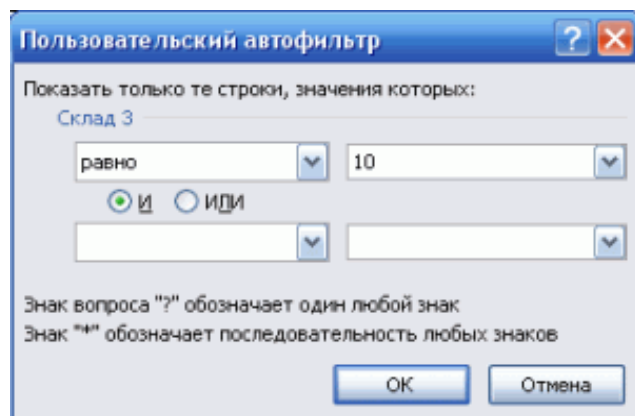 Пользовательский автофильтр
Показать только те строки, значения которых:
Склад 3
равно 10
И ИЛИ
Знак вопроса "?" обозначает один любой знак
Знак "*" обозначает последовательность любых знаков
ОК Отмена